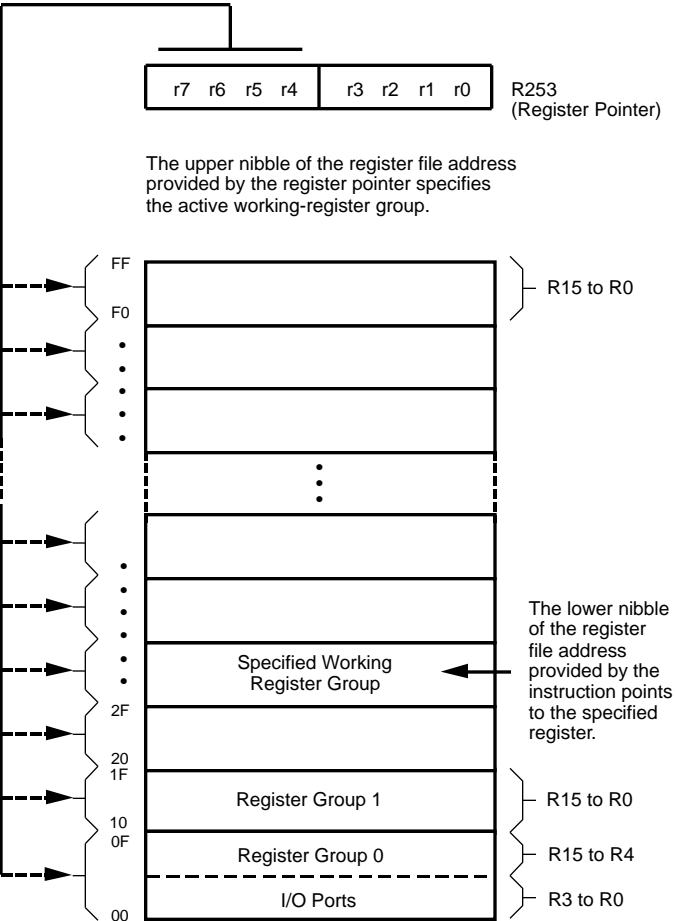 r7 r6 r5 r4 r3 r2 r1 r0
R253
(Register Pointer)
The upper nibble of the register file address
provided by the register pointer specifies
the active working-register group.
FF
R15 to R0
F0
Specified Working
Register Group
The lower nibble
of the register
file address
provided by the
instruction points
to the specified
register.
2F
20
1F
Register Group 1
R15 to R0
10
0F
Register Group 0
R15 to R4
I/O Ports
R3 to R0
00